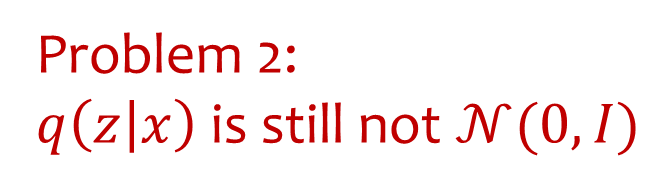 Problem 2:
q(z|x) is still not 𝒩(0, I)